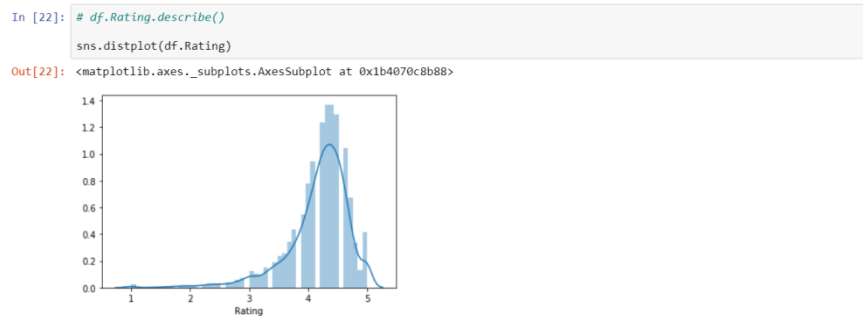 In [22]: # df.Rating.describe()
sns.distplot(df.Rating)
Out[22]: <matplotlib.axes._subplots.AxesSubplot at 0x1b4070c8b88>
1.4
1.2
1.0
0.8
0.6
0.4
0.2
0.0
1 2 3 4 5
Rating